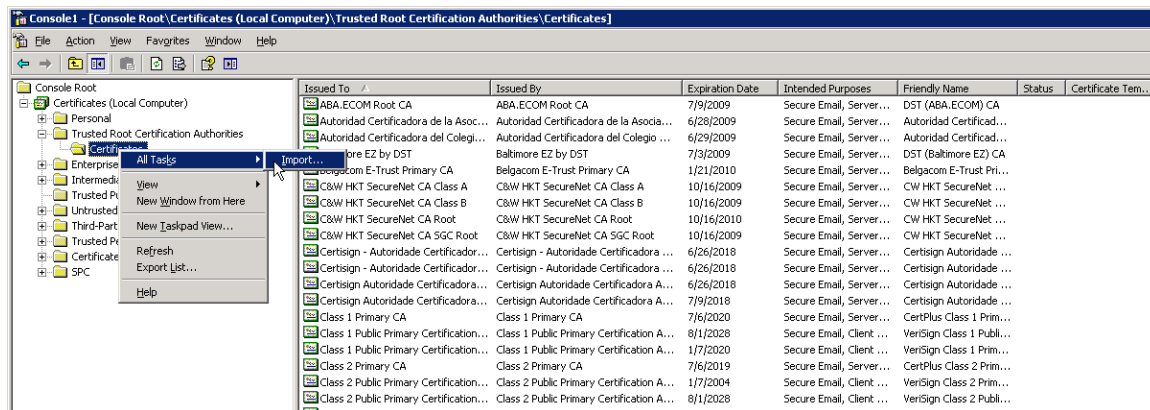 Console1 - [Console Root\Certificates (Local Computer)\Trusted Root Certification Authorities\Certificates]
File Action View Favorites Window Help
Console Root
Certificates (Local Computer)
Personal
Trusted Root Certification Authorities
Certificates
Enterprise
Intermedia
Trusted Pu
Untrusted
Third-Part
Trusted Pe
Certificate
SPC
All Tasks
View
New Window from Here
New Taskpad View...
Refresh
Export List...
Help
Import...
Issued To Issued By Expiration Date Intended Purposes Friendly Name Status Certificate Tem...
ABA.ECOM Root CA ABA.ECOM Root CA 7/9/2009 Secure Email, Server... DST (ABA.ECOM) CA
Autoridad Certificadora de la Asoc... Autoridad Certificadora de la Asocia... 6/28/2009 Secure Email, Server... Autoridad Certificad...
Autoridad Certificadora del Colegi... Autoridad Certificadora del Colegio ... 6/29/2009 Secure Email, Server... Autoridad Certificad...
ore EZ by DST Baltimore EZ by DST 7/3/2009 Secure Email, Server... DST (Baltimore EZ) CA
Belgacom E-Trust Primary CA Belgacom E-Trust Primary CA 1/21/2010 Secure Email, Server... Belgacom E-Trust Pri...
C&W HKT SecureNet CA Class A C&W HKT SecureNet CA Class A 10/16/2009 Secure Email, Server... CW HKT SecureNet ...
C&W HKT SecureNet CA Class B C&W HKT SecureNet CA Class B 10/16/2009 Secure Email, Server... CW HKT SecureNet ...
C&W HKT SecureNet CA Root C&W HKT SecureNet CA Root 10/16/2010 Secure Email, Server... CW HKT SecureNet ...
C&W HKT SecureNet CA SGC Root C&W HKT SecureNet CA SGC Root 10/16/2009 Secure Email, Server... CW HKT SecureNet ...
Certisign - Autoridade Certificador... Certisign - Autoridade Certificadora ... 6/26/2018 Secure Email, Server... Certisign Autoridade ...
Certisign - Autoridade Certificador... Certisign - Autoridade Certificadora ... 6/26/2018 Secure Email, Server... Certisign Autoridade ...
Certisign Autoridade Certificadora... Certisign Autoridade Certificadora A... 6/26/2018 Secure Email, Server... Certisign Autoridade ...
Certisign Autoridade Certificadora... Certisign Autoridade Certificadora A... 7/9/2018 Secure Email, Server... Certisign Autoridade ...
Class 1 Primary CA Class 1 Primary CA 7/6/2020 Secure Email, Server... CertPlus Class 1 Prim...
Class 1 Public Primary Certification... Class 1 Public Primary Certification A... 8/1/2028 Secure Email, Client ... VeriSign Class 1 Publi...
Class 1 Public Primary Certification... Class 1 Public Primary Certification A... 1/7/2020 Secure Email, Client ... VeriSign Class 1 Prim...
Class 2 Primary CA Class 2 Primary CA 7/6/2019 Secure Email, Server... CertPlus Class 2 Prim...
Class 2 Public Primary Certification... Class 2 Public Primary Certification A... 1/7/2004 Secure Email, Client ... VeriSign Class 2 Prim...
Class 2 Public Primary Certification... Class 2 Public Primary Certification A... 8/1/2028 Secure Email, Client ... VeriSign Class 2 Publi...